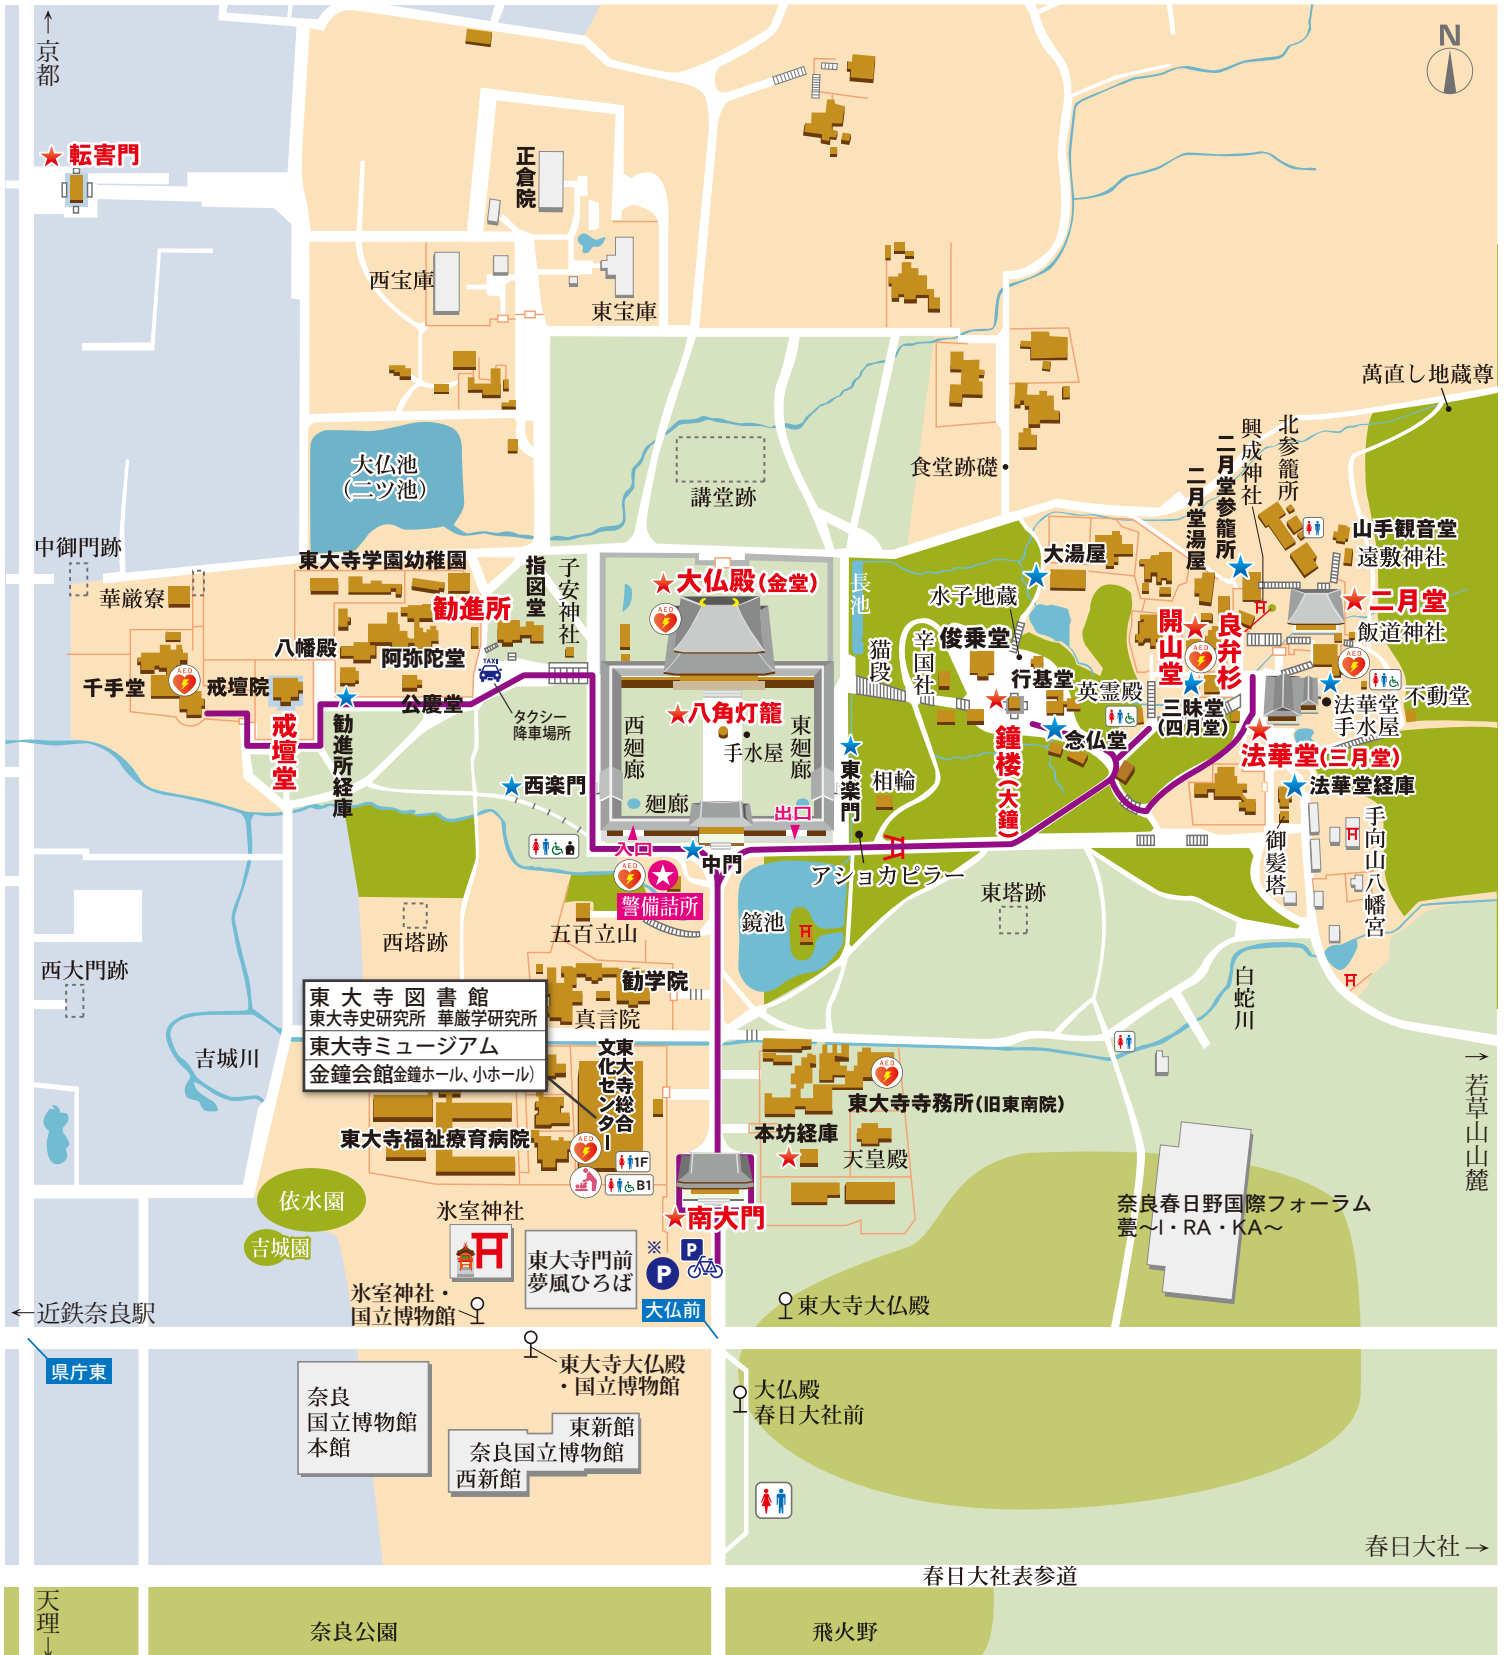 N
↑京都
転害門
正倉院
西宝庫
東宝庫
萬直し地蔵尊
大仏池
(二ツ池)
講堂跡
食堂跡礎
北参籠所
興成神社
二月堂参籠所
二月堂湯屋
山手観音堂
遠敷神社
二月堂
飯道神社
中御門跡
華厳寮
東大寺学園幼稚園
勧進所
指図堂
子安神社
大仏殿(金堂)
AED
長池
大湯屋
水子地蔵
猫段
辛国社
俊乗堂
行基堂
英霊殿
開山堂
良弁杉
AED
AED
三昧堂
(四月堂)
不動堂
法華堂
手水屋
法華堂(三月堂)
法華堂経庫
八幡殿
阿弥陀堂
千手堂
AED
戒壇院
戒壇堂
公慶堂
勧進所経庫
TAXI
タクシー
降車場所
八角灯籠
西廻廊
手水屋
東廻廊
廻廊
東楽門
西楽門
相輪
鐘楼(大鐘)
念仏堂
入口
出口
中門
AED
警備詰所
アショカピラー
御髪塔
手向山八幡宮
東塔跡
鏡池
西塔跡
五百立山
勧学院
真言院
西大門跡
吉城川
白蛇川
東大寺図書館
東大寺史研究所 華厳学研究所
東大寺ミュージアム
金鐘会館(金鐘ホール、小ホール)
東大寺総合
文化センター
AED
1F
B1
東大寺福祉療育病院
AED
東大寺寺務所(旧東南院)
本坊経庫
天皇殿
南大門
→若草山山麓
奈良春日野国際フォーラム
甍～I・RA・KA～
依水園
吉城園
氷室神社
東大寺門前
夢風ひろば
※
P
P
大仏前
氷室神社・
国立博物館
東大寺大仏殿
←近鉄奈良駅
県庁東
東大寺大仏殿
・国立博物館
大仏殿
春日大社前
奈良
国立博物館
本館
東新館
奈良国立博物館
西新館
春日大社→
春日大社表参道
天理↓
奈良公園
飛火野